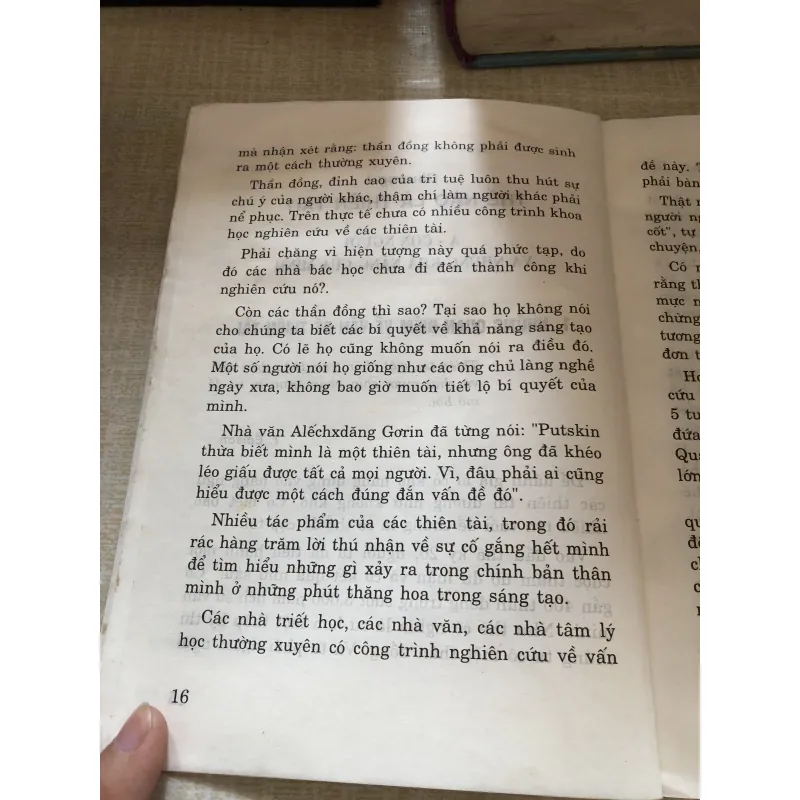 mà nhận xét rằng: thần đồng không phải được sinh
ra một cách thường xuyên.
Thần đồng, đỉnh cao của trí tuệ luôn thu hút sự
chú ý của người khác, thậm chí làm người khác phải
nể phục. Trên thực tế chưa có nhiều công trình khoa
học nghiên cứu về các thiên tài.
Phải chăng vì hiện tượng này quá phức tạp, do
đó các nhà bác học chưa đi đến thành công khi
nghiên cứu nó?.
Còn các thần đồng thì sao? Tại sao họ không nói
cho chúng ta biết các bí quyết về khả năng sáng tạo
của họ. Có lẽ họ cũng không muốn nói ra điều đó.
Một số người nói họ giống như các ông chủ làng nghề
ngày xưa, không bao giờ muốn tiết lộ bí quyết của
mình.
Nhà văn Alếchxdăng Gơrin đã từng nói: "Putskin
thừa biết mình là một thiên tài, nhưng ông đã khéo
léo giấu được tất cả mọi người. Vì, đâu phải ai cũng
hiểu được một cách đúng đắn vấn đề đó".
Nhiều tác phẩm của các thiên tài, trong đó rải
rác hàng trăm lời thú nhận về sự cố gắng hết mình
để tìm hiểu những gì xảy ra trong chính bản thân
mình ở những phút thăng hoa trong sáng tạo.
Các nhà triết học, các nhà văn, các nhà tâm lý
học thường xuyên có công trình nghiên cứu về vấn
16
đề này.
phải bàn
Thật
người
cốt", tự
chuyện.
Có
rằng
mực
chừng
tương
đơn
cứu
5
đứa
lớn